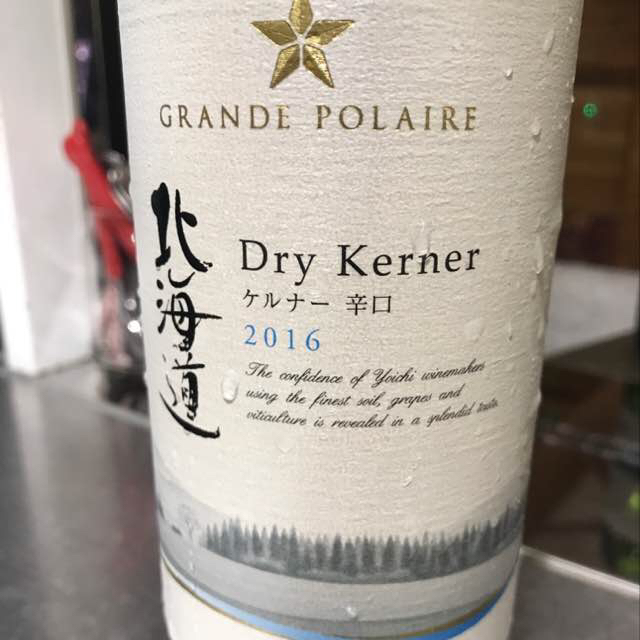 GRANDE POLAIRE
北海道
Dry Kerner
ケルナー 辛口
2016
The confidence of Yoichi winemakers
using the finest soil, grapes and
viticulture is revealed in a splendid taste.